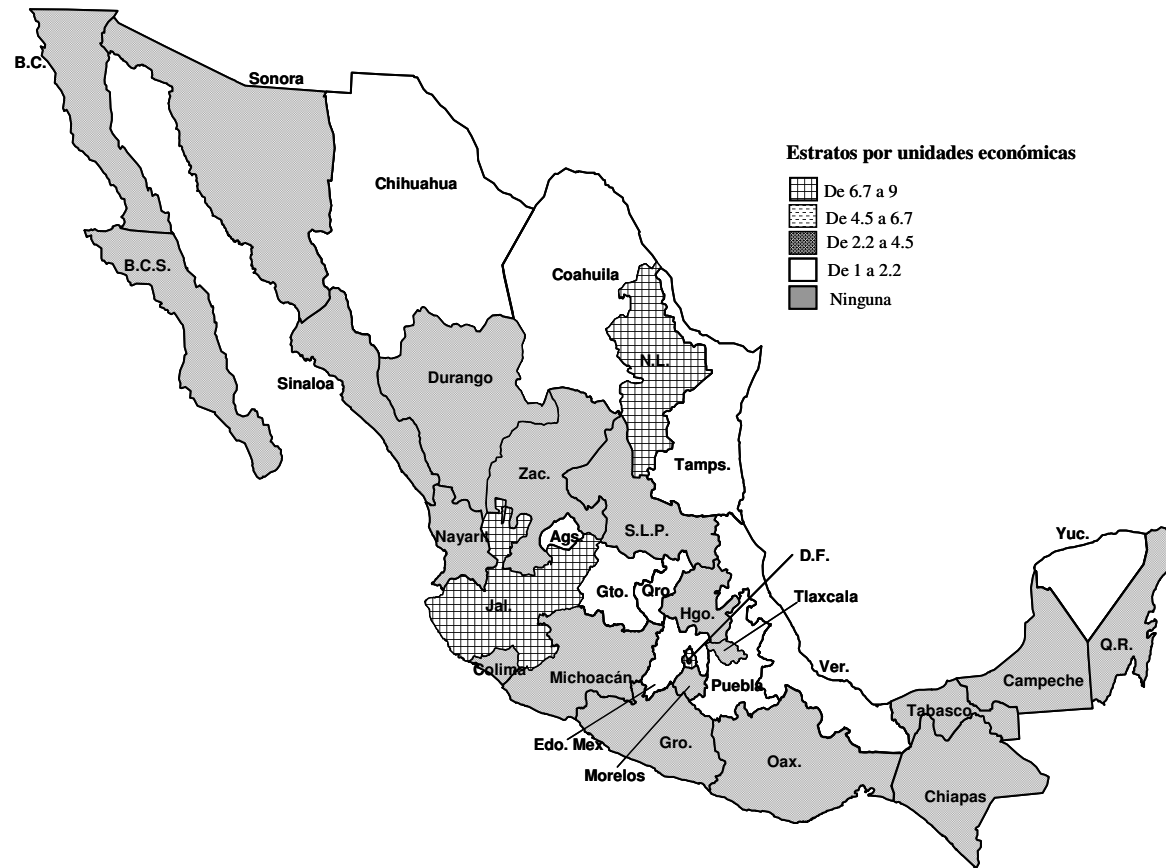 B.C.
Sonora
Chihuahua
Estratos por unidades económicas
De 6.7 a 9
De 4.5 a 6.7
De 2.2 a 4.5
De 1 a 2.2
Ninguna
B.C.S.
Coahuila
N.L.
Sinaloa
Durango
Tamps.
Zac.
Nayarit
Ags.
S.L.P.
Yuc.
D.F.
Gto.
Qro.
Tlaxcala
Jal.
Hgo.
Q.R.
Ver.
Colima
Michoacán
Puebla
Campeche
Tabasco
Edo. Mex
Gro.
Morelos
Oax.
Chiapas